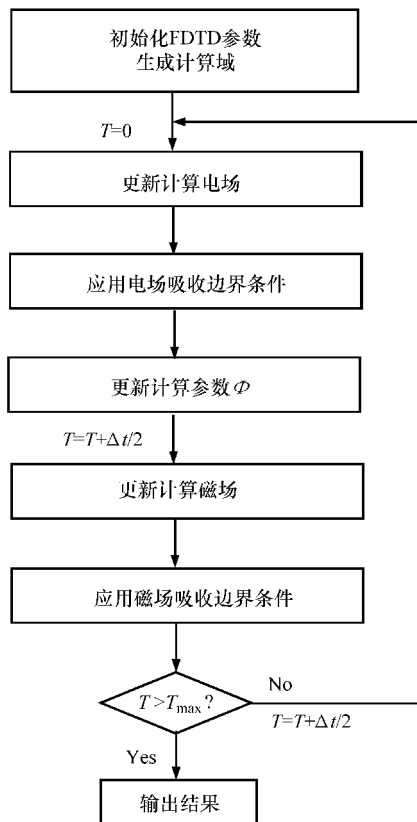 初始化FDTD参数
生成计算域
T=0
更新计算电场
应用电场吸收边界条件
更新计算参数Φ
T=T+Δt/2
更新计算磁场
应用磁场吸收边界条件
T>Tmax?
No
T=T+Δt/2
Yes
输出结果